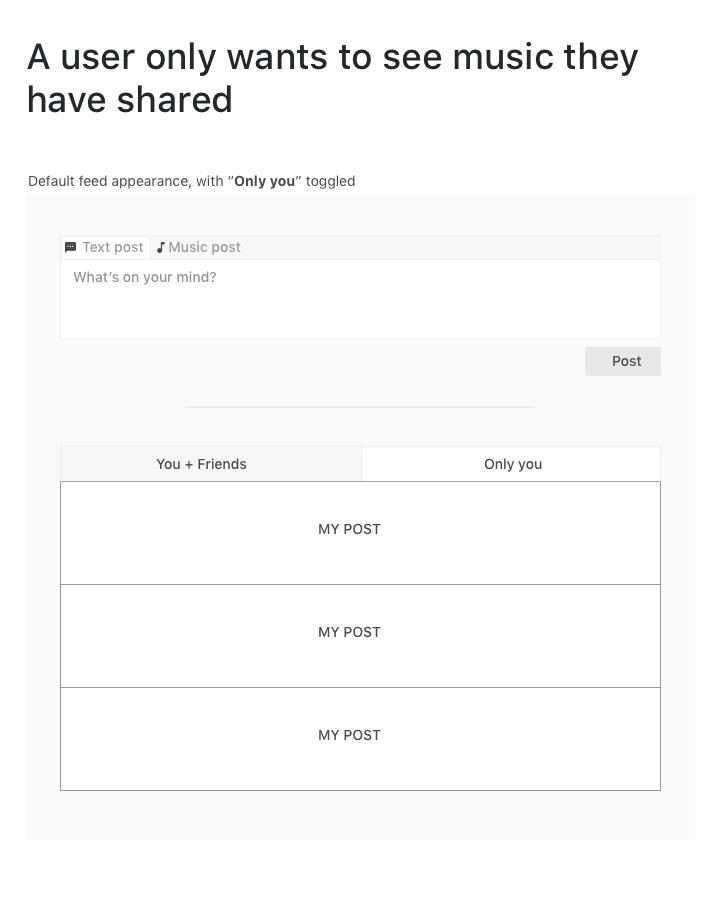 A user only wants to see music they
have shared
Default feed appearance, with “Only you” toggled
Text post Music post
What’s on your mind?
Post
You + Friends Only you
MY POST
MY POST
MY POST